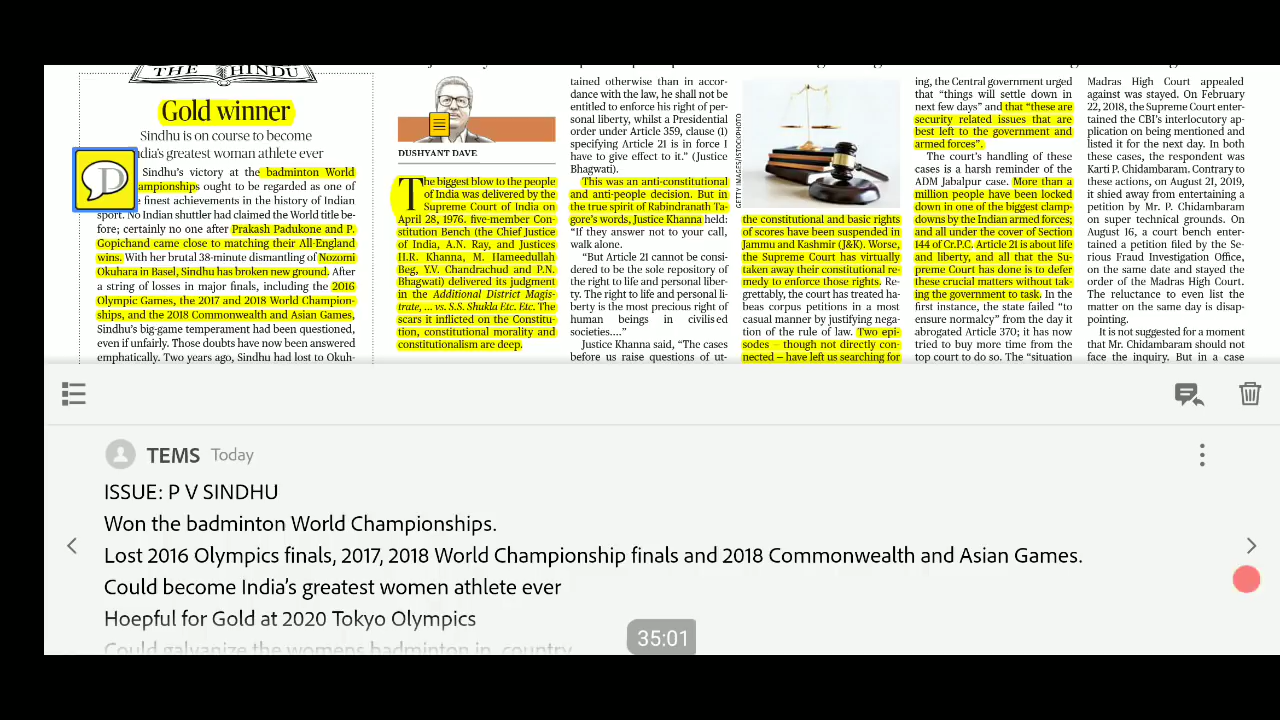 THE HINDU
Gold winner
Sindhu is on course to become
India's greatest woman athlete ever
Sindhu's victory at the badminton World
ampionships ought to be regarded as one of
finest achievements in the history of Indian
sport. No Indian shuttler had claimed the World title be-
fore; certainly no one after Prakash Padukone and P.
Gopichand came close to matching their All-England
wins. With her brutal 38-minute dismantling of Nozomi
Okuhara in Basel, Sindhu has broken new ground. After
a string of losses in major finals, including the 2016
Olympic Games, the 2017 and 2018 World Champion-
ships, and the 2018 Commonwealth and Asian Games,
Sindhu's big-game temperament had been questioned,
even if unfairly. Those doubts have now been answered
emphatically. Two years ago, Sindhu had lost to Okuh-
DUSHYANT DAVE
The biggest blow to the people
of India was delivered by the
Supreme Court of India on
April 28, 1976. five-member Con-
stitution Bench (the Chief Justice
of India, A.N. Ray, and Justices
H.R. Khanna, M. Hameedullah
Beg, Y.V. Chandrachud and P.N.
Bhagwati) delivered its judgment
in the Additional District Magis-
trate, ... vs. S.S. Shukla Etc. Etc. The
scars it inflicted on the Constitu-
tion, constitutional morality and
constitutionalism are deep.
tained otherwise than in accor-
dance with the law, he shall not be
entitled to enforce his right of per-
sonal liberty, whilst a Presidential
order under Article 359, clause (1)
specifying Article 21 is in force I
have to give effect to it." (Justice
Bhagwati).
This was an anti-constitutional
and anti-people decision. But in
the true spirit of Rabindranath Ta-
gore's words, Justice Khanna held:
"If they answer not to your call,
walk alone.
"But Article 21 cannot be consi-
dered to be the sole repository of
the right to life and personal liber-
ty. The right to life and personal li-
berty is the most precious right of
human beings in civilised
societies...."
Justice Khanna said, "The cases
before us raise questions of ut-
GETTY IMAGES/ISTOCKPHOTO
the constitutional and basic rights
of scores have been suspended in
Jammu and Kashmir (J&K). Worse,
the Supreme Court has virtually
taken away their constitutional re-
medy to enforce those rights. Re-
grettably, the court has treated ha-
beas corpus petitions in a most
casual manner by justifying nega-
tion of the rule of law. Two epi-
sodes – though not directly con-
nected – have left us searching for
ing, the Central government urged
that "things will settle down in
next few days" and that "these are
security related issues that are
best left to the government and
armed forces".
The court's handling of these
cases is a harsh reminder of the
ADM Jabalpur case. More than a
million people have been locked
down in one of the biggest clamp-
downs by the Indian armed forces;
and all under the cover of Section
144 of Cr.P.C. Article 21 is about life
and liberty, and all that the Su-
preme Court has done is to defer
these crucial matters without tak-
ing the government to task. In the
first instance, the state failed "to
ensure normalcy" from the day it
abrogated Article 370; it has now
tried to buy more time from the
top court to do so. The "situation
Madras High Court appealed
against was stayed. On February
22, 2018, the Supreme Court enter-
tained the CBI's interlocutory ap-
plication on being mentioned and
listed it for the next day. In both
these cases, the respondent was
Karti P. Chidambaram. Contrary to
these actions, on August 21, 2019,
it shied away from entertaining a
petition by Mr. P. Chidambaram
on super technical grounds. On
August 16, a court bench enter-
tained a petition filed by the Se-
rious Fraud Investigation Office,
on the same date and stayed the
order of the Madras High Court.
The reluctance to even list the
matter on the same day is disap-
pointing.
It is not suggested for a moment
that Mr. Chidambaram should not
face the inquiry. But in a case
TEMS Today
ISSUE: P V SINDHU
Won the badminton World Championships.
Lost 2016 Olympics finals, 2017, 2018 World Championship finals and 2018 Commonwealth and Asian Games.
Could become India's greatest women athlete ever
Hoepful for Gold at 2020 Tokyo Olympics
Could galvanize the womens badminton in country
35:01